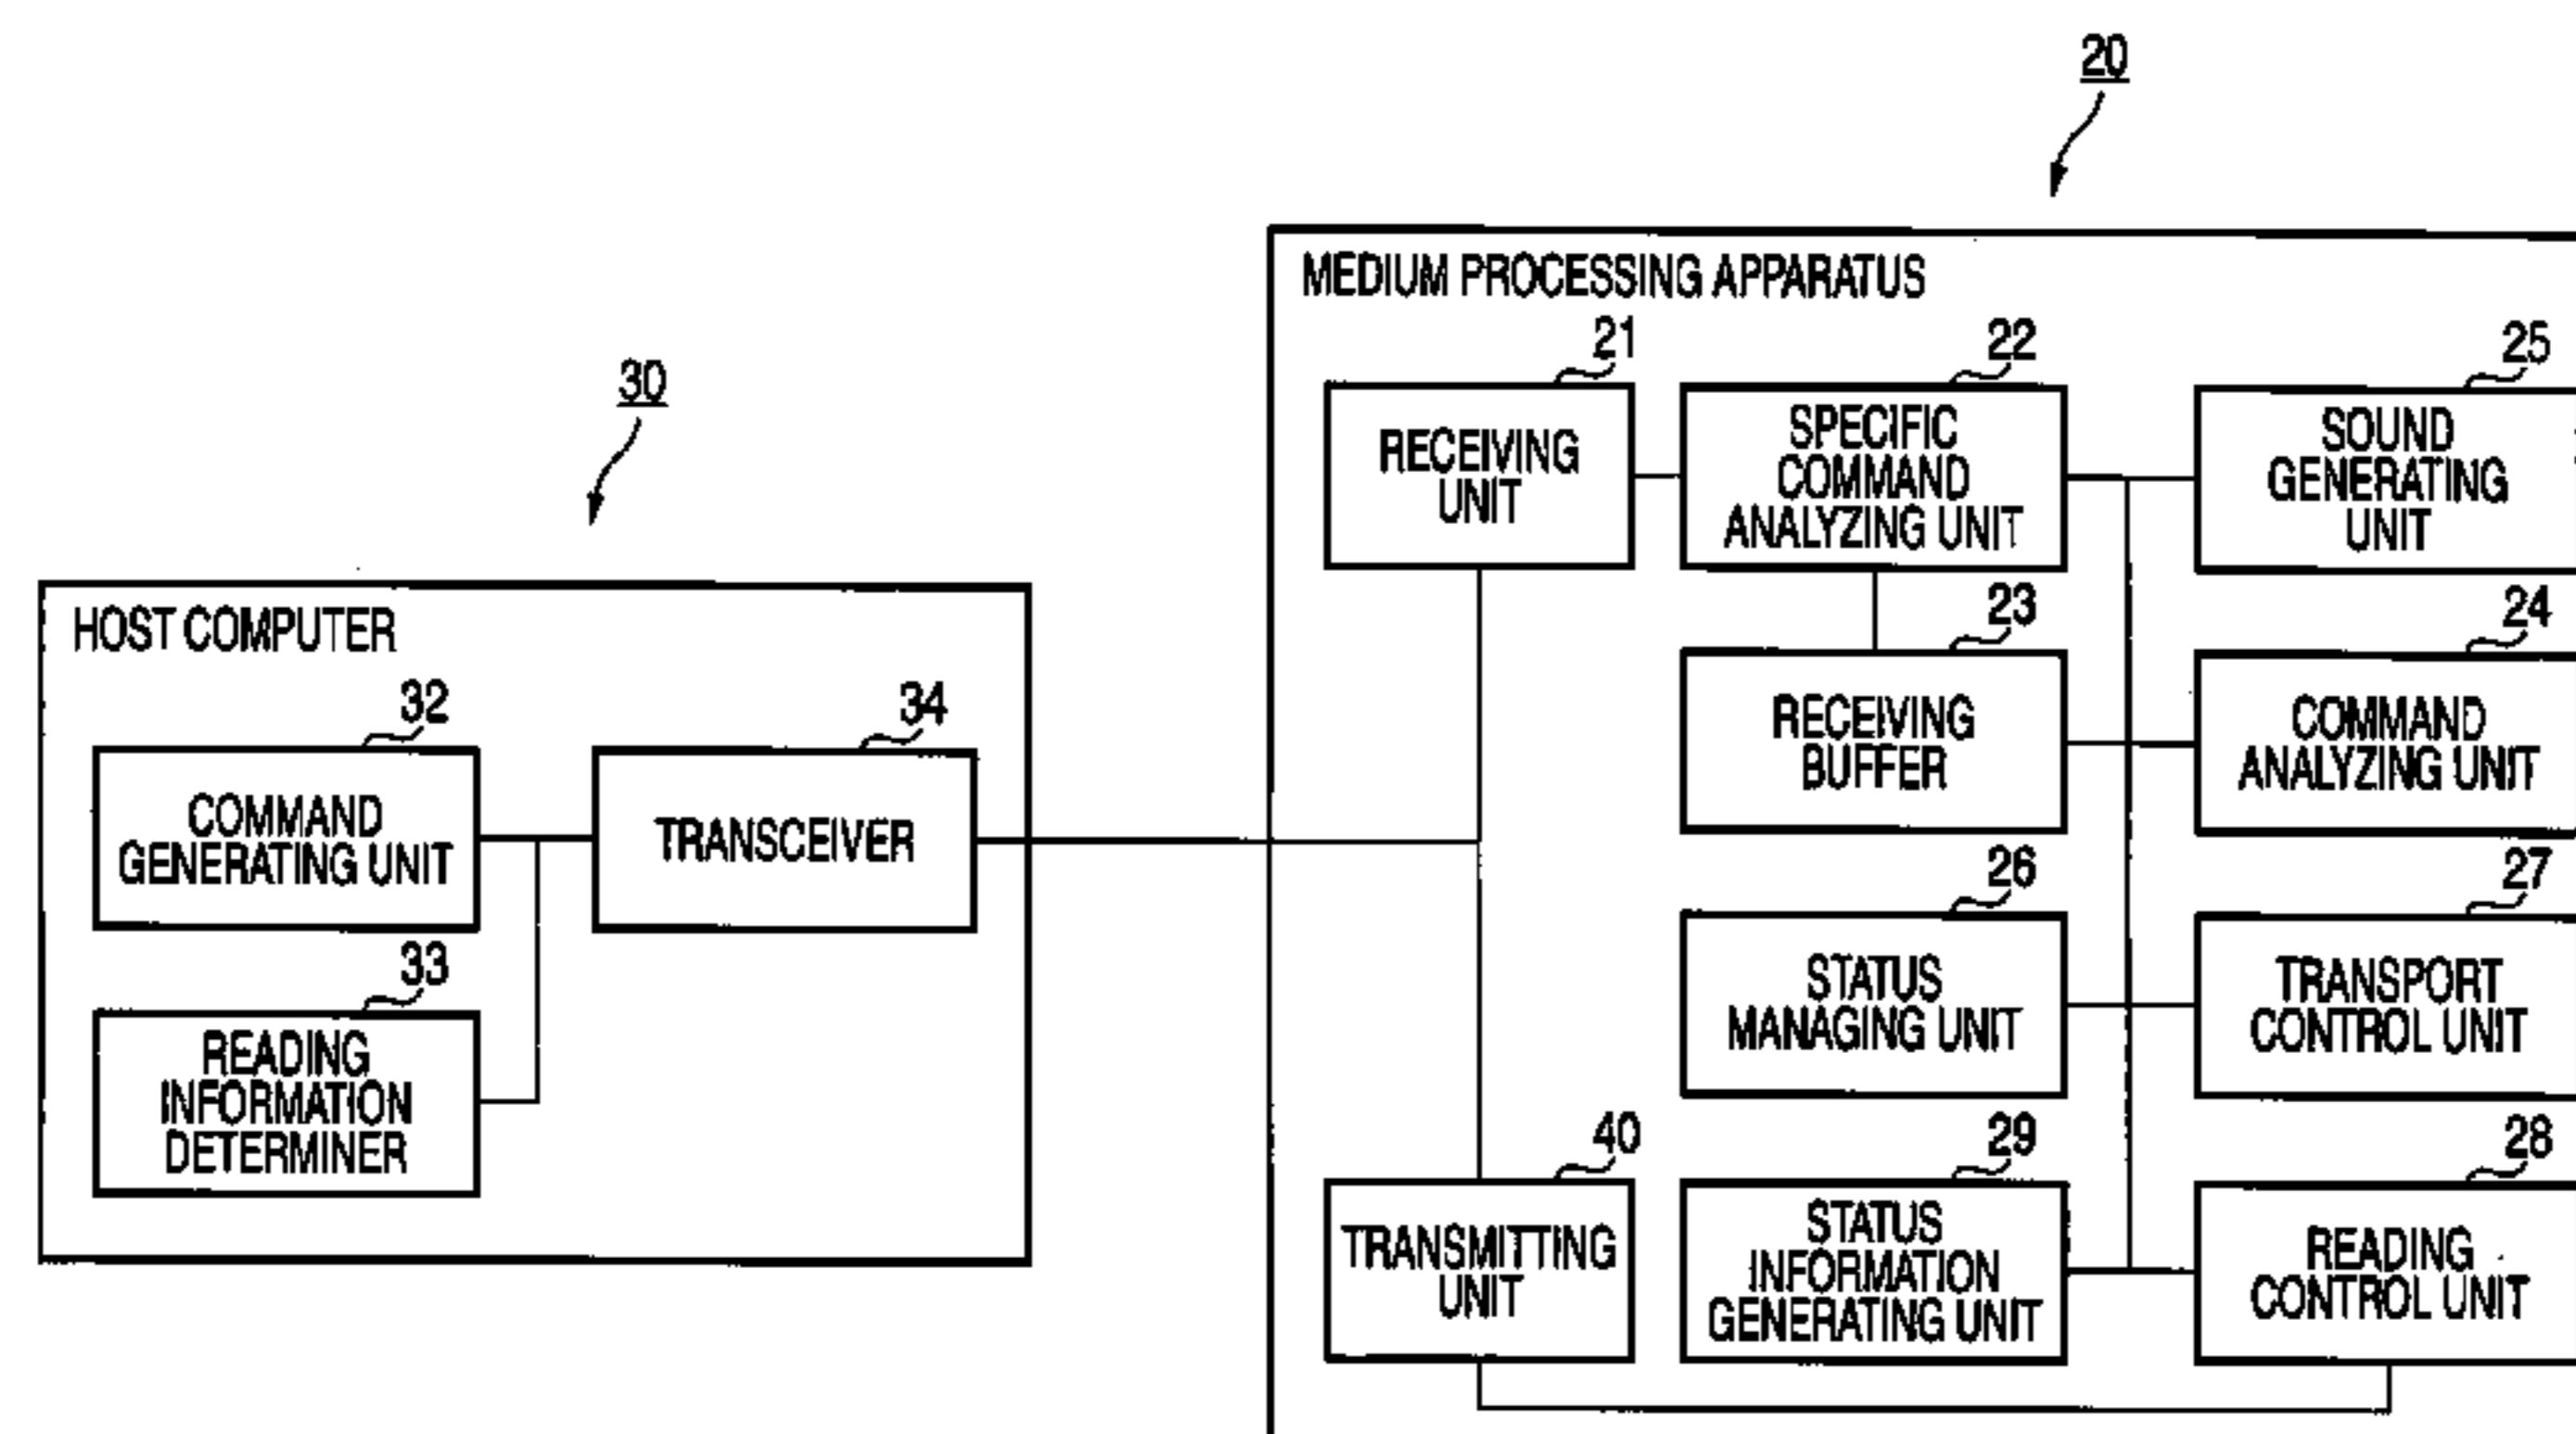 20
MEDIUM PROCESSING APPARATUS
21
22
25
RECEIVING
UNIT
SPECIFIC
COMMAND
ANALYZING UNIT
SOUND
GENERATING
UNIT
30
HOST COMPUTER
23
24
RECEIVING
BUFFER
COMMAND
ANALYZING UNIT
32
34
COMMAND
GENERATING UNIT
TRANSCEIVER
26
27
STATUS
MANAGING UNIT
TRANSPORT
CONTROL UNIT
33
READING
INFORMATION
DETERMINER
40
29
28
TRANSMITTING
UNIT
STATUS
INFORMATION
GENERATING UNIT
READING
CONTROL UNIT